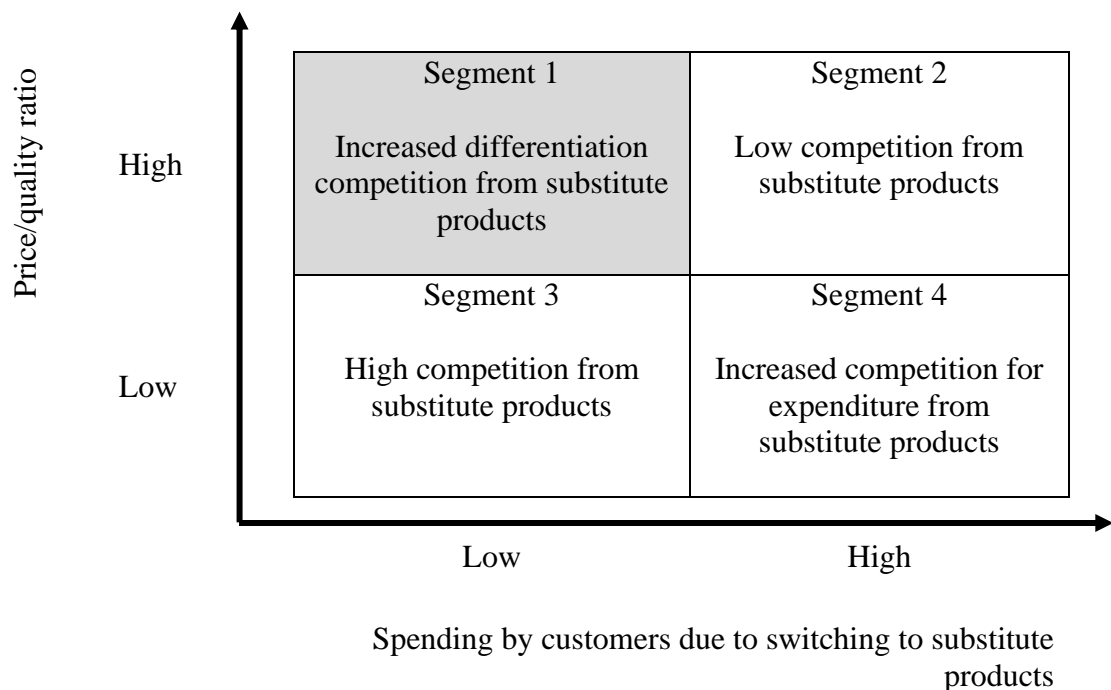 Price/quality ratio
High
Low
Segment 1
Increased differentiation
competition from substitute
products
Segment 2
Low competition from
substitute products
Segment 3
High competition from
substitute products
Segment 4
Increased competition for
expenditure from
substitute products
Low
High
Spending by customers due to switching to substitute
products